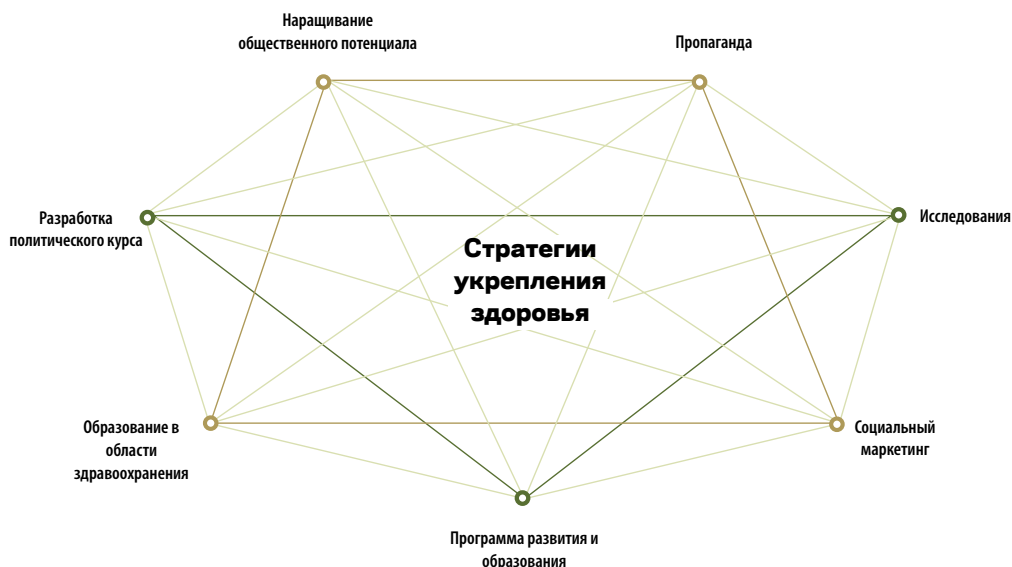 Наращивание
общественного потенциала
Пропаганда
Разработка
политического курса
Исследования
Стратегии
укрепления
здоровья
Образование в
области
здравоохранения
Социальный
маркетинг
Программа развития и
образования